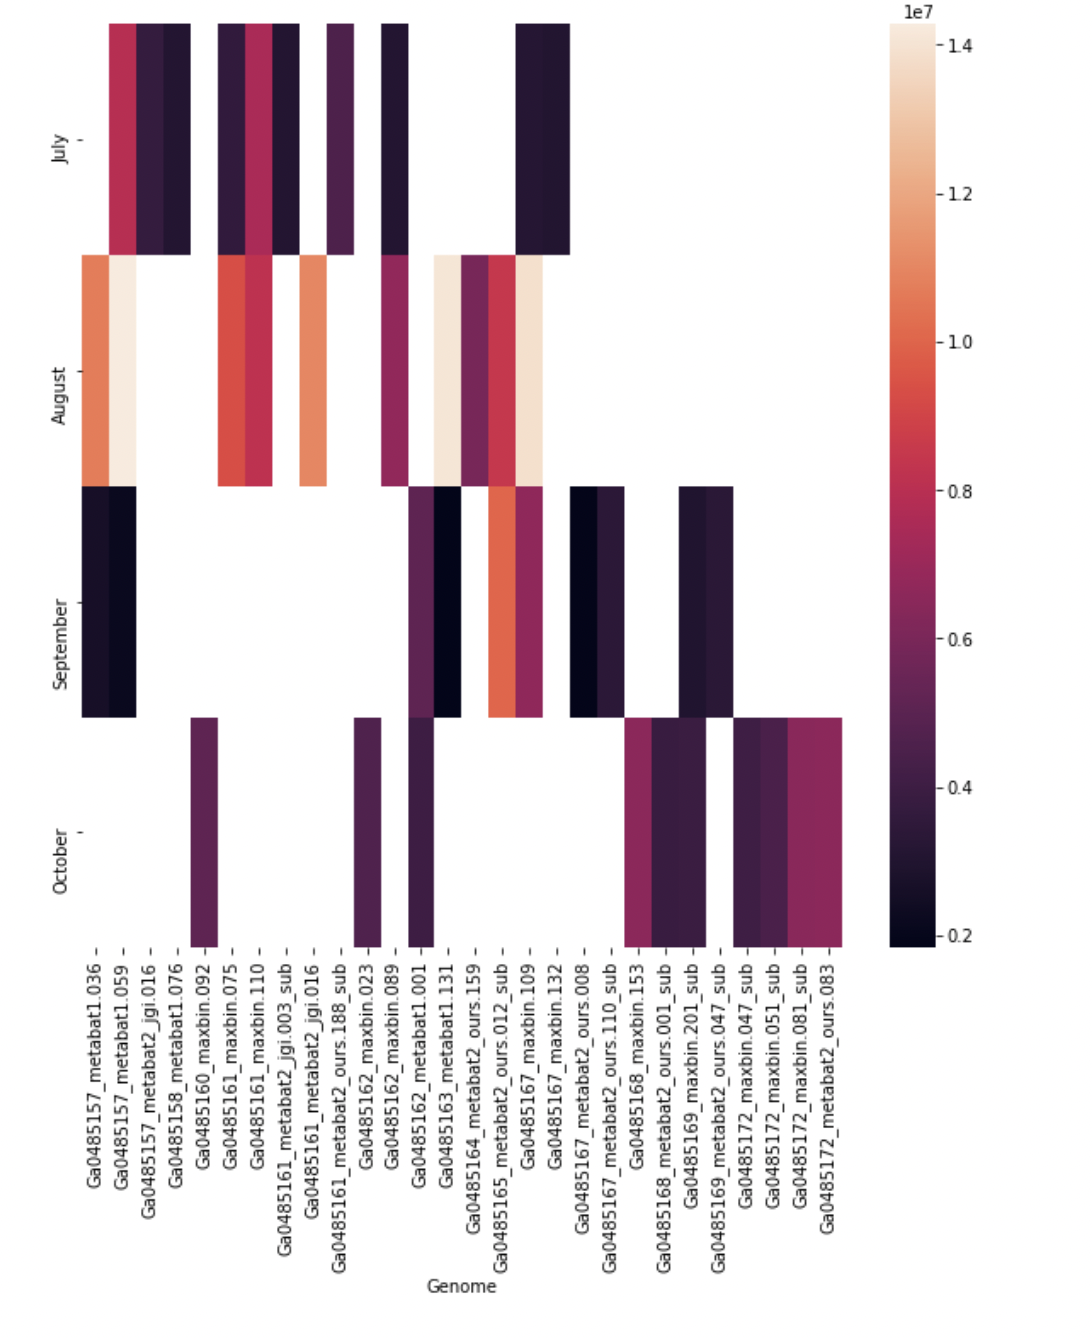 1e7
1.4
1.2
1.0
0.8
0.6
0.4
0.2
July
August
September
October
Ga0485157_metabat1.036
Ga0485157_metabat1.059
Ga0485157_metabat2_jgi.016
Ga0485158_metabat1.076
Ga0485160_maxbin.092
Ga0485161_maxbin.075
Ga0485161_maxbin.110
Ga0485161_metabat2_jgi.003_sub
Ga0485161_metabat2_jgi.016
Ga0485161_metabat2_ours.188_sub
Ga0485162_maxbin.023
Ga0485162_maxbin.089
Ga0485162_metabat1.001
Ga0485163_metabat1.131
Ga0485164_metabat2_ours.159
Ga0485165_metabat2_ours.012_sub
Ga0485167_maxbin.109
Ga0485167_maxbin.132
Ga0485167_metabat2_ours.008
Ga0485167_metabat2_ours.110_sub
Ga0485168_maxbin.153
Ga0485168_metabat2_ours.001_sub
Ga0485169_maxbin.201_sub
Ga0485169_metabat2_ours.047_sub
Ga0485172_maxbin.047_sub
Ga0485172_maxbin.051_sub
Ga0485172_maxbin.081_sub
Ga0485172_metabat2_ours.083
Genome